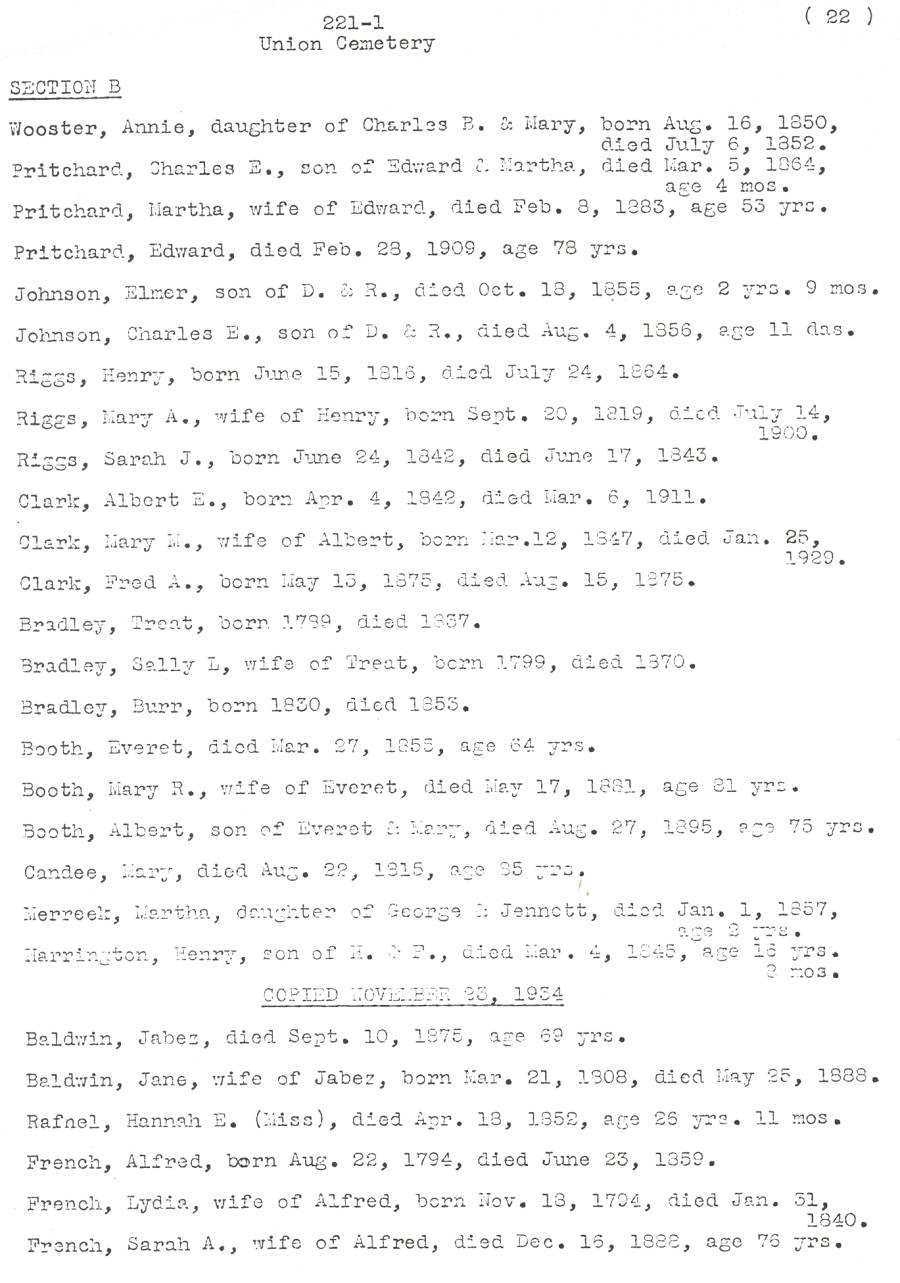 ( 22 )
221-1
Union Cemetery
SECTION B
Wooster, Annie, daughter of Charles B. & Mary, born Aug. 16, 1850,
died July 6, 1852.
Pritchard, Charles E., son of Edward & Martha, died Mar. 5, 1864,
age 4 mos.
Pritchard, Martha, wife of Edward, died Feb. 8, 1883, age 53 yrs.
Pritchard, Edward, died Feb. 28, 1909, age 78 yrs.
Johnson, Elmer, son of D. & R., died Oct. 18, 1855, age 2 yrs. 9 mos.
Johnson, Charles E., son of D. & R., died Aug. 4, 1856, age 11 das.
Riggs, Henry, born June 15, 1816, died July 24, 1864.
Riggs, Mary A., wife of Henry, born Sept. 20, 1819, died July 14,
1900.
Riggs, Sarah J., born June 24, 1842, died June 17, 1843.
Clark, Albert E., born Apr. 4, 1842, died Mar. 6, 1911.
Clark, Mary M., wife of Albert, born Mar.12, 1847, died Jan. 25,
1929.
Clark, Fred A., born May 13, 1875, died Aug. 15, 1875.
Bradley, Treat, born 1799, died 1837.
Bradley, Sally L, wife of Treat, born 1799, died 1870.
Bradley, Burr, born 1830, died 1853.
Booth, Everet, died Mar. 27, 1855, age 64 yrs.
Booth, Mary R., wife of Everet, died May 17, 1881, age 81 yrs.
Booth, Albert, son of Everet & Mary, died Aug. 27, 1895, age 75 yrs.
Candee, Mary, died Aug. 22, 1815, age 85 yrs.
Merreek, Martha, daughter of George & Jennett, died Jan. 1, 1857,
age 2 yrs.
Harrington, Henry, son of H. & F., died Mar. 4, 1845, age 16 yrs.
mos.
COPIED NOVEMBER 23, 1934
Baldwin, Jabez, died Sept. 10, 1875, age 69 yrs.
Baldwin, Jane, wife of Jabez, born Mar. 21, 1808, died May 25, 1888.
Rafnel, Hannah E. (Miss), died Apr. 18, 1852, age 26 yrs. 11 mos.
French, Alfred, born Aug. 22, 1794, died June 23, 1859.
French, Lydia, wife of Alfred, born Nov. 18, 1794, died Jan. 31,
1840.
French, Sarah A., wife of Alfred, died Dec. 16, 1888, age 76 yrs.